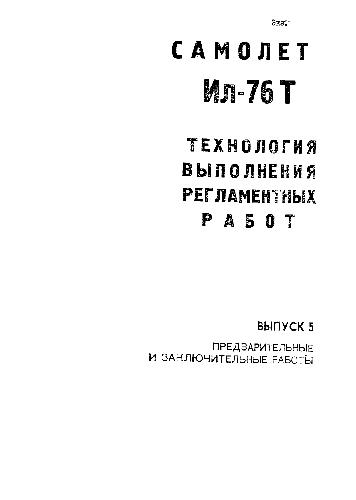 САМОЛЕТ
Ил-76Т
ТЕХНОЛОГИЯ
ВЫПОЛНЕНИЯ
РЕГЛАМЕНТНЫХ
РАБОТ
ВЫПУСК 5
ПРЕДВАРИТЕЛЬНЫЕ
И ЗАКЛЮЧИТЕЛЬНЫЕ РАБОТЫ